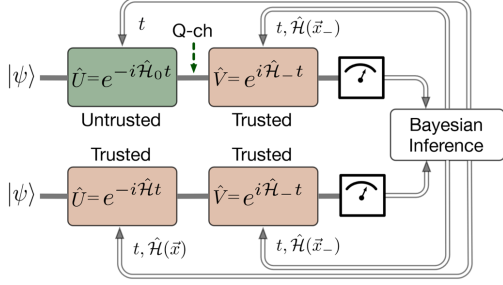 t
Q-ch
t, Ĥ(x⃗₋)
|ψ⟩
Û = e^{-iĤ₀t}
V̂ = e^{iĤ₋t}
Untrusted
Trusted
Bayesian
Inference
Trusted
Trusted
|ψ⟩
Û = e^{-iĤt}
V̂ = e^{iĤ₋t}
t, Ĥ(x⃗)
t, Ĥ(x⃗₋)